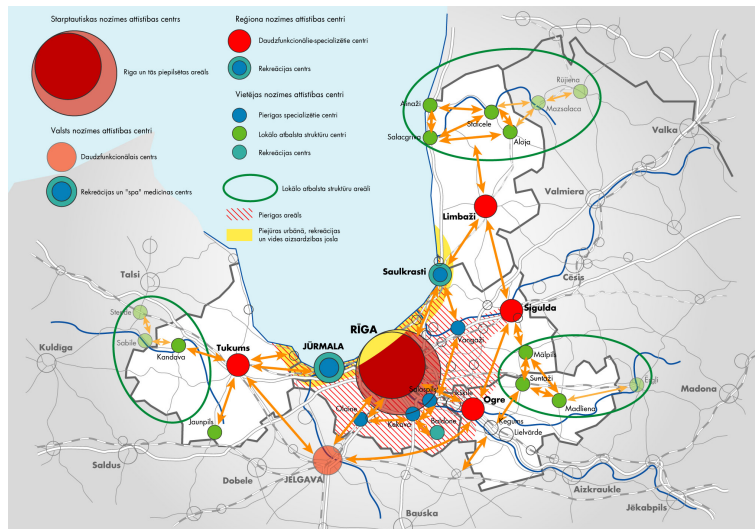 Starptautiskas nozīmes attīstības centrs
Rīga un tās piepilsētas areāls
Valsts nozīmes attīstības centri
Daudzfunkcionālais centrs
Rekreācijas un "spa" medicīnas centrs
Reģiona nozīmes attīstības centri
Daudzfunkcionālie-specializētie centri
Rekreācijas centrs
Vietējas nozīmes attīstības centri
Pierīgas specializētie centri
Lokālo atbalsta struktūru centri
Rekreācijas centrs
Lokālo atbalsta struktūru areāli
Pierīgas areāls
Piejūras urbānā, rekreācijas
un vides aizsardzības josla
Ainaži
Staicele
Rūjiena
Mazsalaca
Salacgrīva
Aloja
Valka
Limbaži
Valmiera
Cēsis
Saulkrasti
Talsi
Stende
Sabile
Kandava
Kuldīga
Tukums
JŪRMALA
RĪGA
Vangaži
Sigulda
Mālpils
Suntaži
Madliena
Ērgļi
Madona
Salaspils
Ikšķile
Ogre
Olaine
Ķekava
Baldone
Ķegums
Lielvārde
Jaunpils
Saldus
Dobele
JELGAVA
Bauska
Aizkraukle
Jēkabpils